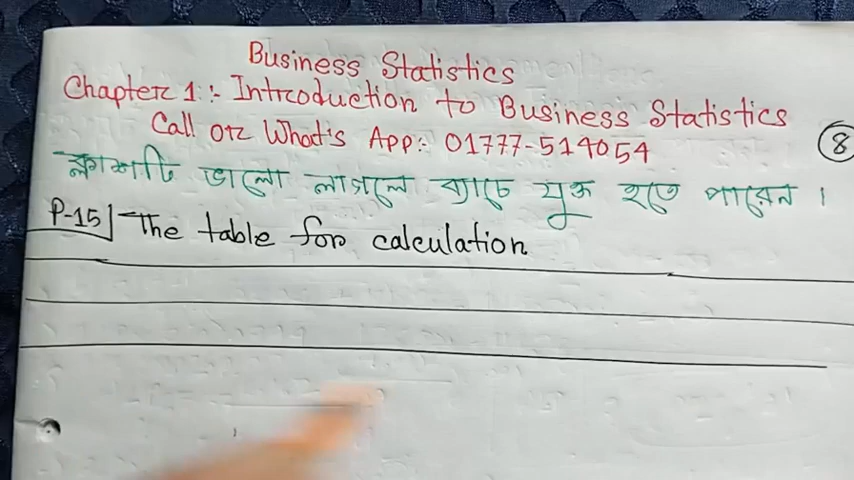 Business Statistics
Chapter 1:- Introduction to Business Statistics
Call or What's App:- 01777-514054
8
ক্লাশটি ভালো লাগলে ব্যাচে যুক্ত হতে পারেন ।
P-15 The table for calculation